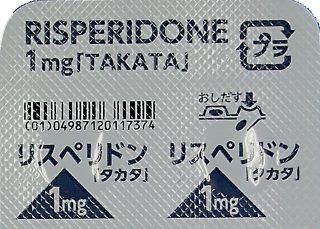 RISPERIDONE
1mg「TAKATA」
プラ
おしだす
(01)04987120117374
リスペリドン リスペリドン
「タカタ」 「タカタ」
1mg 1mg